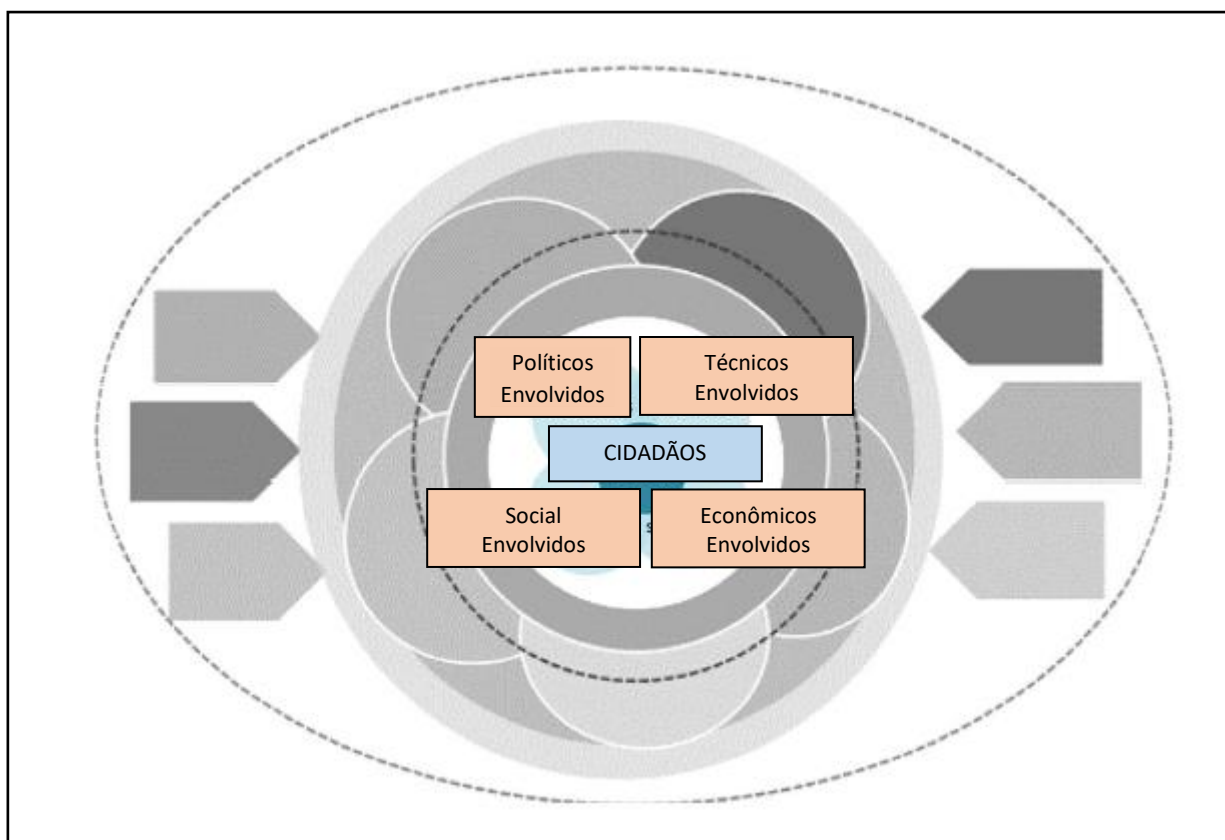 Políticos
Envolvidos
Técnicos
Envolvidos
CIDADÃOS
Social
Envolvidos
Econômicos
Envolvidos